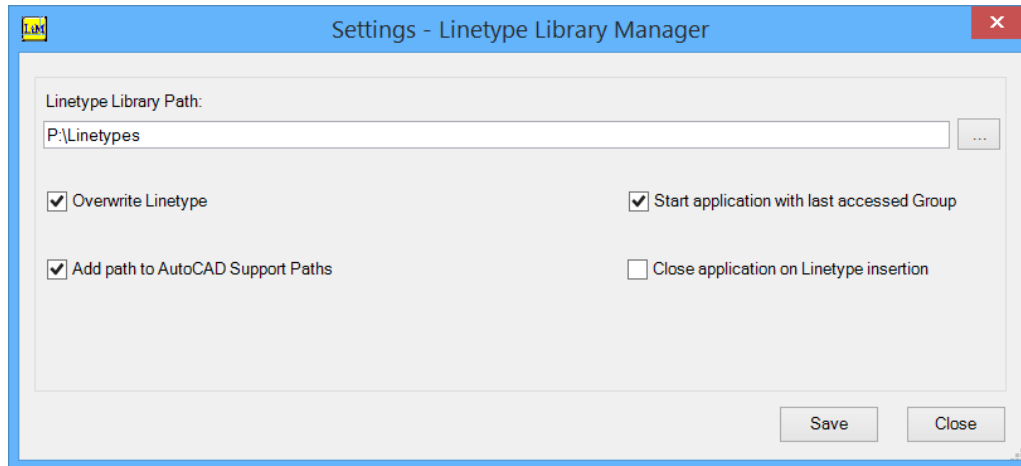 LtM
Settings - Linetype Library Manager
Linetype Library Path:
P:\Linetypes
...
Overwrite Linetype
Start application with last accessed Group
Add path to AutoCAD Support Paths
Close application on Linetype insertion
Save
Close